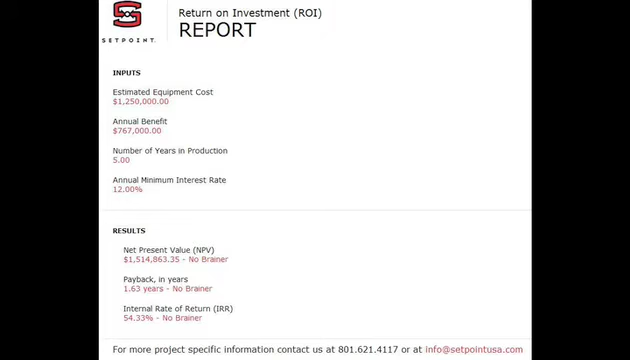 SETPOINT.
Return on Investment (ROI)
REPORT
INPUTS
Estimated Equipment Cost
$1,250,000.00
Annual Benefit
$767,000.00
Number of Years in Production
5.00
Annual Minimum Interest Rate
12.00%
RESULTS
Net Present Value (NPV)
$1,514,863.35 - No Brainer
Payback, in years
1.63 years - No Brainer
Internal Rate of Return (IRR)
54.33% - No Brainer
For more project specific information contact us at 801.621.4117 or at info@setpointusa.com